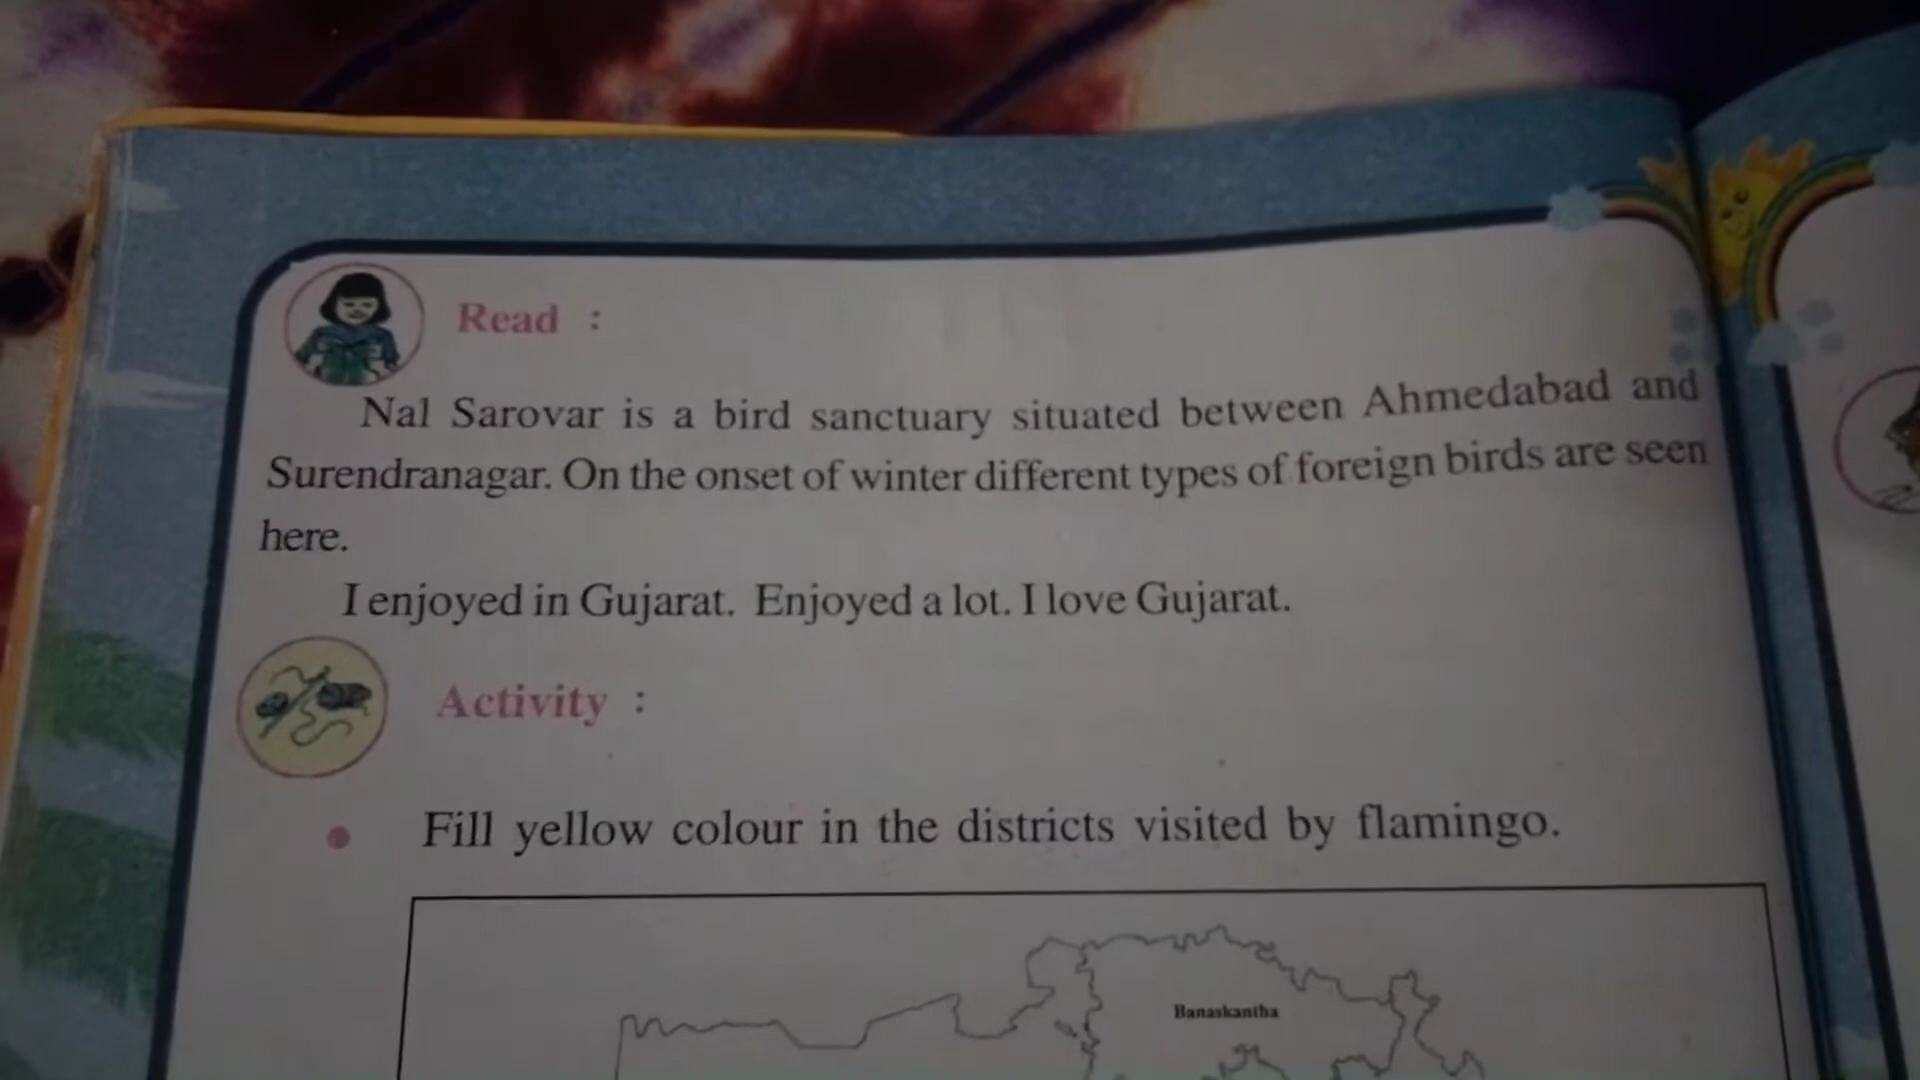 Read :
Nal Sarovar is a bird sanctuary situated between Ahmedabad and
Surendranagar. On the onset of winter different types of foreign birds are seen
here.
I enjoyed in Gujarat. Enjoyed a lot. I love Gujarat.
Activity :
• Fill yellow colour in the districts visited by flamingo.
Banaskantha